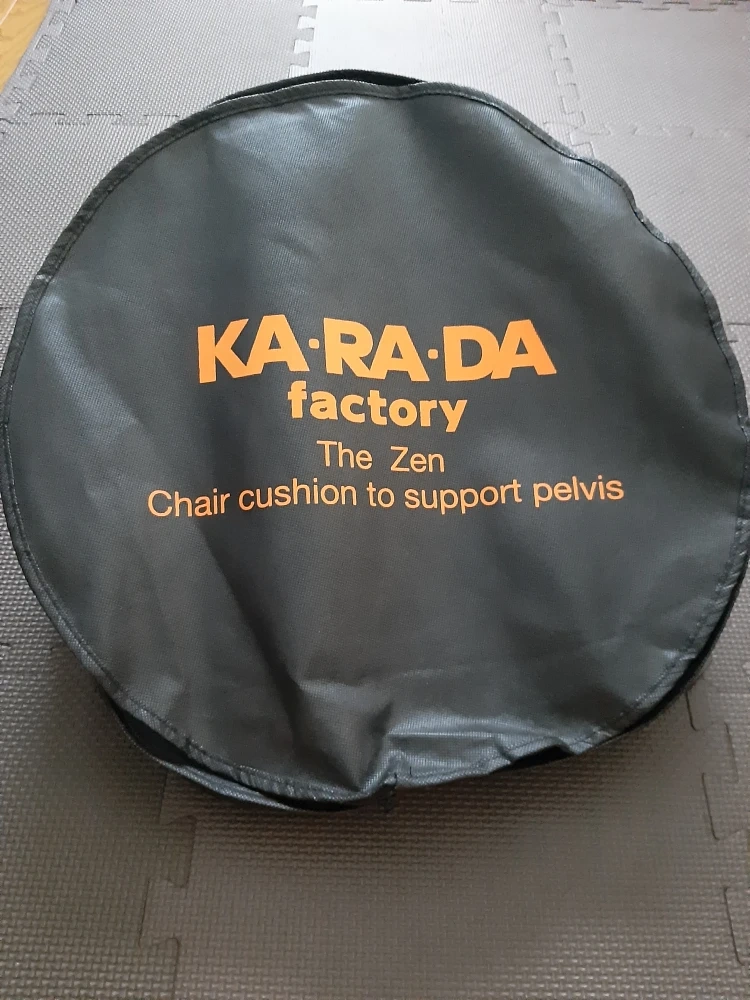 KA·RA·DA
factory
The Zen
Chair cushion to support pelvis